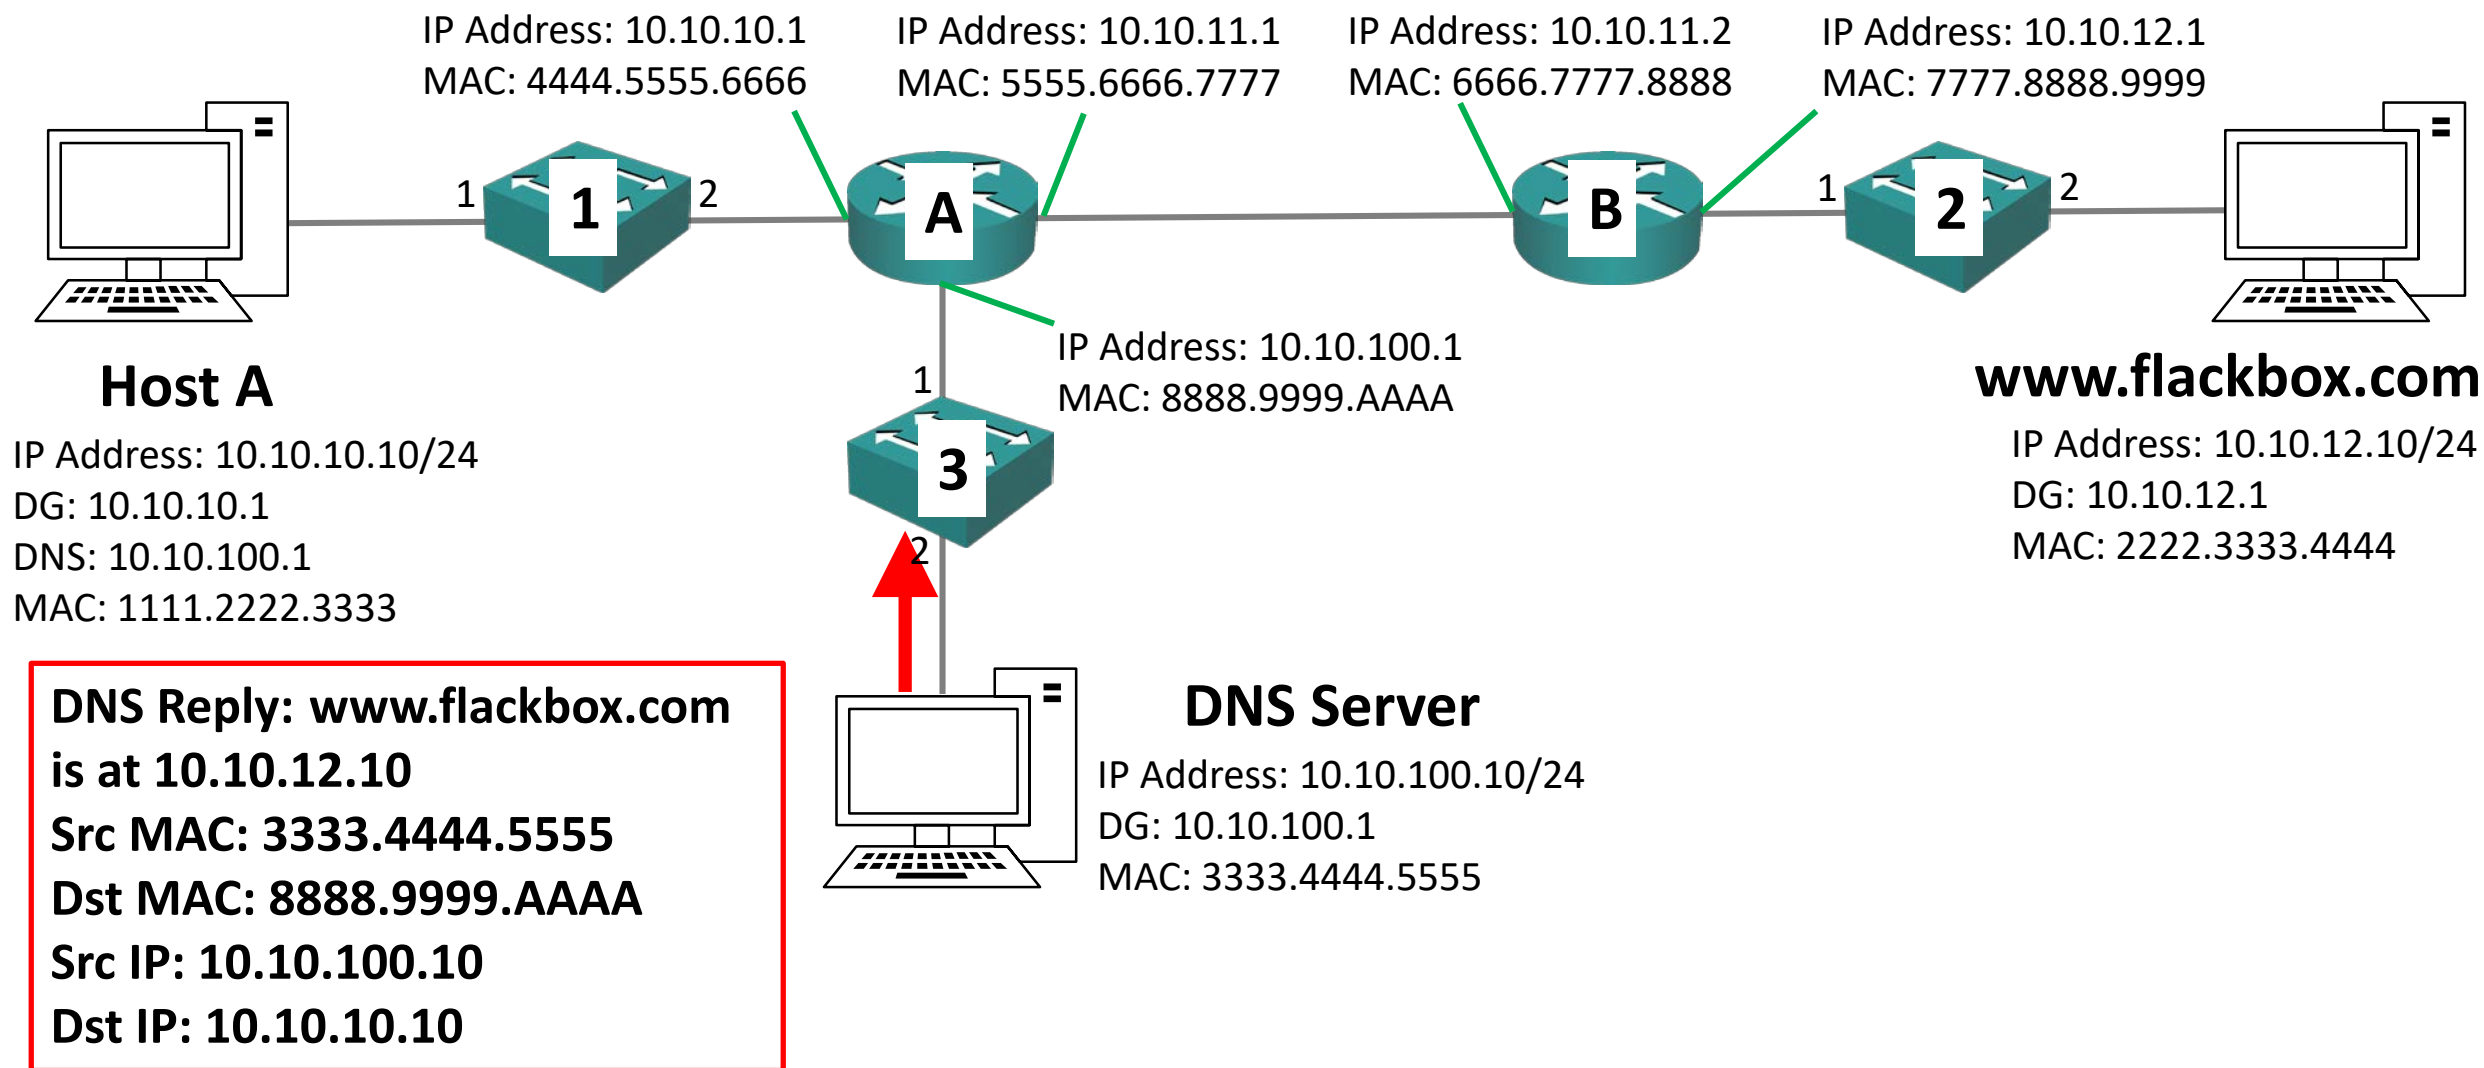 IP Address: 10.10.10.1
MAC: 4444.5555.6666
IP Address: 10.10.11.1
MAC: 5555.6666.7777
IP Address: 10.10.11.2
MAC: 6666.7777.8888
IP Address: 10.10.12.1
MAC: 7777.8888.9999
1
1
2
A
B
1
2
2
IP Address: 10.10.100.1
MAC: 8888.9999.AAAA
1
3
2
Host A
IP Address: 10.10.10.10/24
DG: 10.10.10.1
DNS: 10.10.100.1
MAC: 1111.2222.3333
www.flackbox.com
IP Address: 10.10.12.10/24
DG: 10.10.12.1
MAC: 2222.3333.4444
DNS Reply: www.flackbox.com
is at 10.10.12.10
Src MAC: 3333.4444.5555
Dst MAC: 8888.9999.AAAA
Src IP: 10.10.100.10
Dst IP: 10.10.10.10
DNS Server
IP Address: 10.10.100.10/24
DG: 10.10.100.1
MAC: 3333.4444.5555